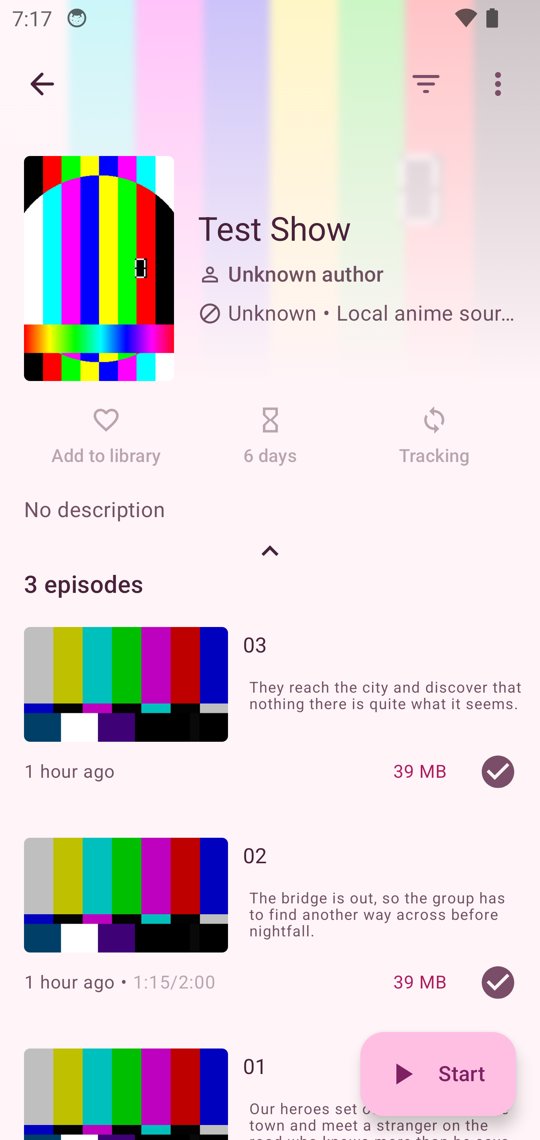 7:17
Test Show
Unknown author
Unknown • Local anime sour…
Add to library
6 days
Tracking
No description
3 episodes
03
They reach the city and discover that
nothing there is quite what it seems.
1 hour ago
39 MB
02
The bridge is out, so the group has
to find another way across before
nightfall.
1 hour ago • 1:15/2:00
39 MB
01
Our heroes set
town and meet a stranger on the
Start